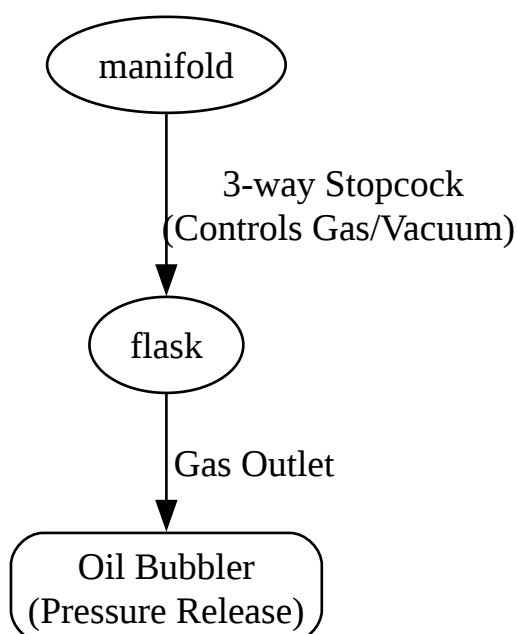 manifold
3-way Stopcock
(Controls Gas/Vacuum)
flask
Gas Outlet
Oil Bubbler
(Pressure Release)